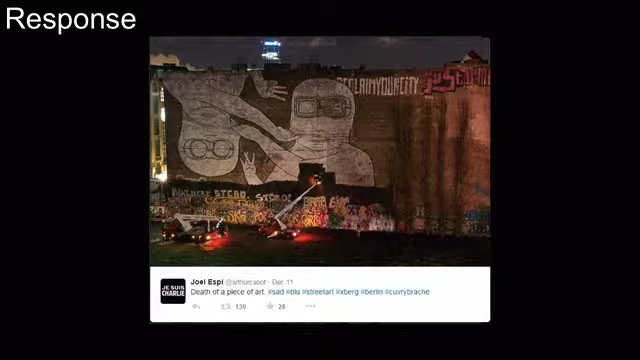 Response
RECLAIMYOURCITY
JE SUIS
CHARLIE
Joel Espi @arthurcabot · Dec 11
Death of a piece of art. #sad #blu #streetart #xberg #berlin #cuvrybrache
139
28